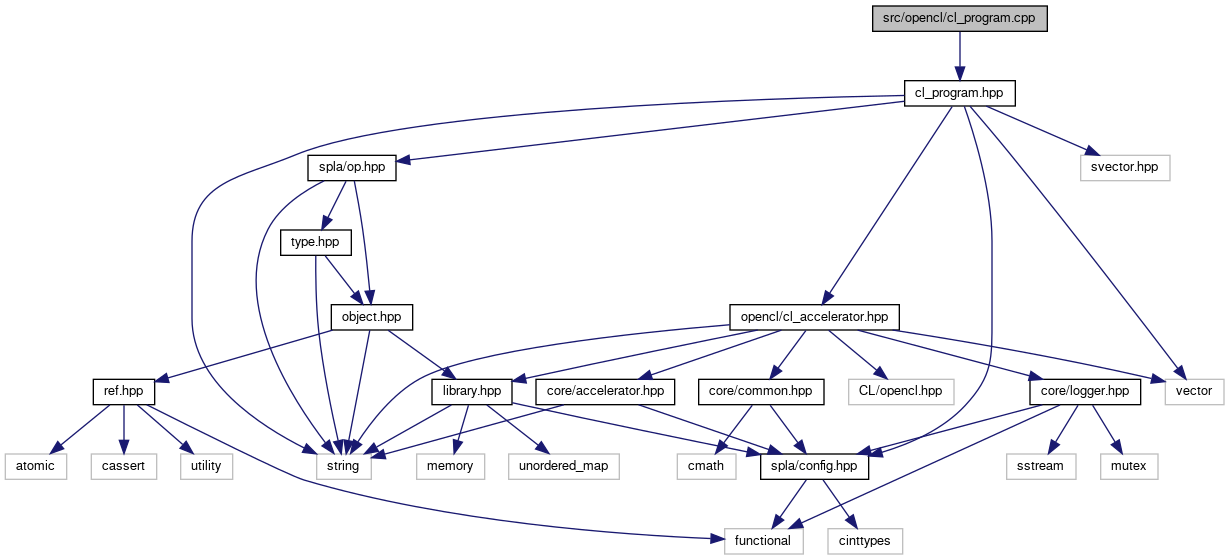 src/opencl/cl_program.cpp
cl_program.hpp
spla/op.hpp
svector.hpp
type.hpp
object.hpp
opencl/cl_accelerator.hpp
ref.hpp
library.hpp
core/accelerator.hpp
core/common.hpp
CL/opencl.hpp
core/logger.hpp
vector
atomic
cassert
utility
string
memory
unordered_map
cmath
spla/config.hpp
sstream
mutex
functional
cinttypes